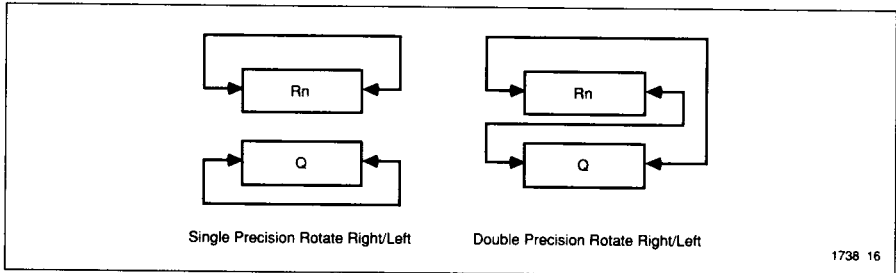 Rn
Rn
Q
Q
Single Precision Rotate Right/Left
Double Precision Rotate Right/Left
1738 16